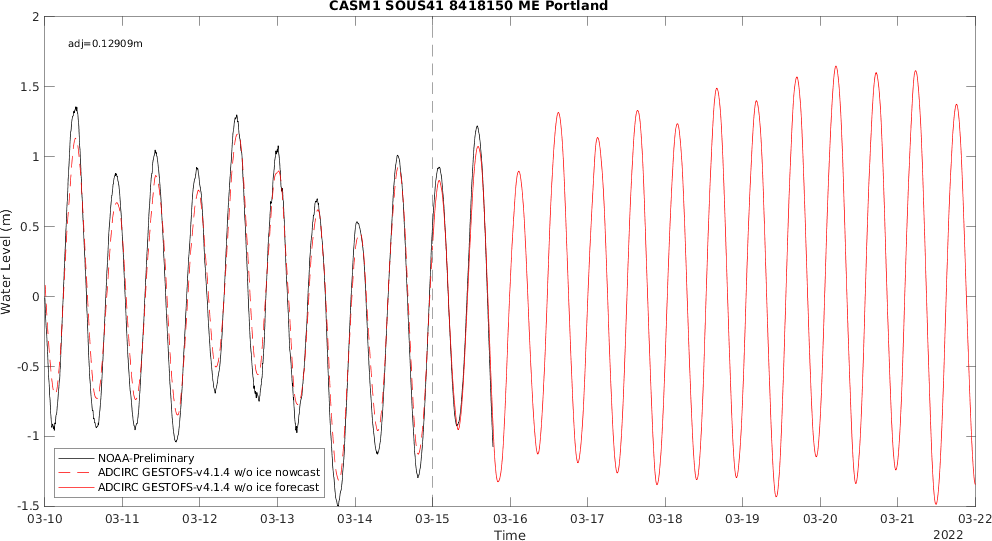 CASM1 SOUS41 8418150 ME Portland
adj=0.12909m
2
1.5
1
0.5
0
-0.5
-1
-1.5
Water Level (m)
NOAA-Preliminary
ADCIRC GESTOFS-v4.1.4 w/o ice nowcast
ADCIRC GESTOFS-v4.1.4 w/o ice forecast
03-10 03-11 03-12 03-13 03-14 03-15 03-16 03-17 03-18 03-19 03-20 03-21 03-22
Time
2022